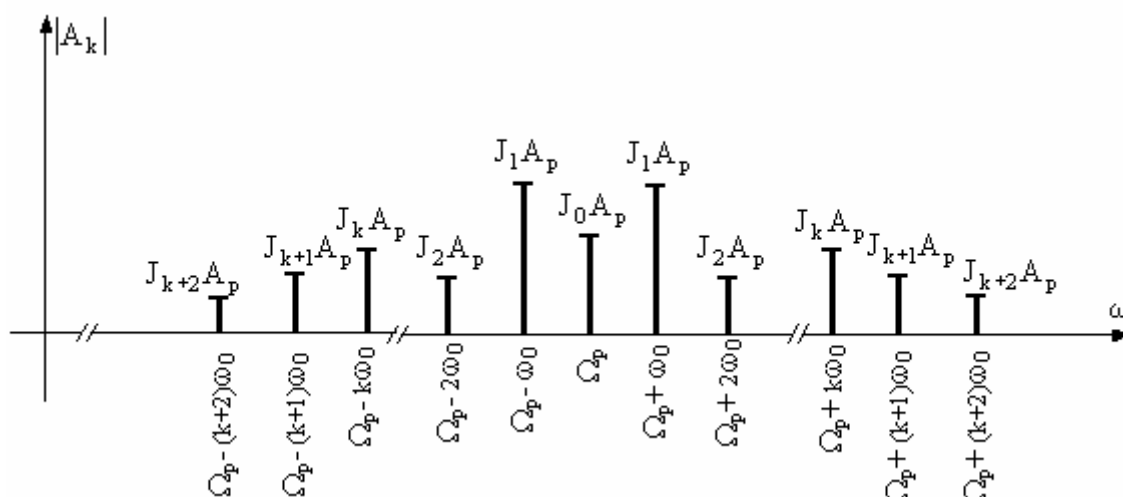 |A_k|
J_1A_p
J_1A_p
J_0A_p
J_kA_p
J_{k+1}A_p
J_{k+2}A_p
J_2A_p
J_2A_p
J_kA_p
J_{k+1}A_p
J_{k+2}A_p
ω
Ω_p-(k+2)ω_0
Ω_p-(k+1)ω_0
Ω_p-kω_0
Ω_p-2ω_0
Ω_p-ω_0
Ω_p
Ω_p+ω_0
Ω_p+2ω_0
Ω_p+kω_0
Ω_p+(k+1)ω_0
Ω_p+(k+2)ω_0